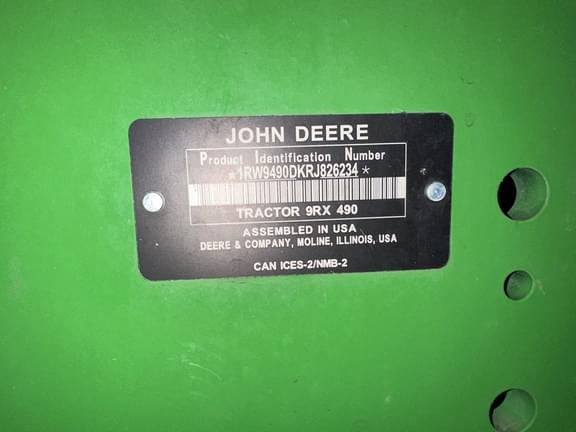 JOHN DEERE
Product Identification Number
*1RW9490DKRJ826234*
TRACTOR 9RX 490
ASSEMBLED IN USA
DEERE & COMPANY, MOLINE, ILLINOIS, USA
CAN ICES-2/NMB-2